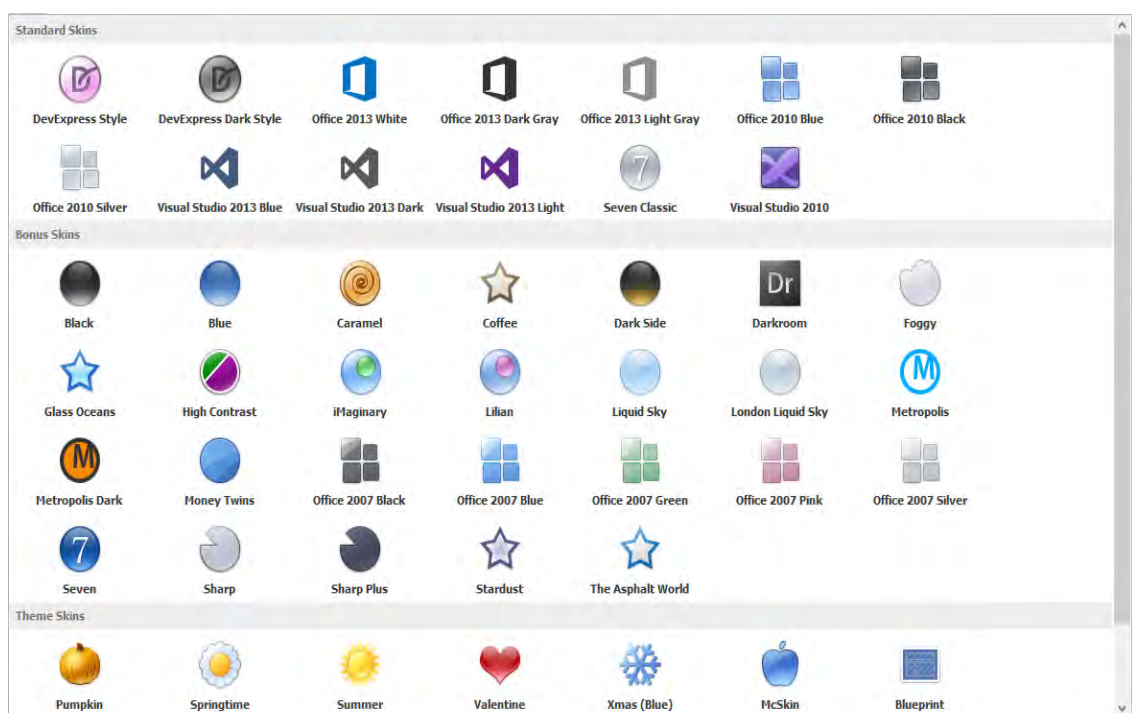 Standard Skins
DevExpress Style DevExpress Dark Style Office 2013 White Office 2013 Dark Gray Office 2013 Light Gray Office 2010 Blue Office 2010 Black
7
Office 2010 Silver Visual Studio 2013 Blue Visual Studio 2013 Dark Visual Studio 2013 Light Seven Classic Visual Studio 2010
Bonus Skins
Dr
Black Blue Caramel Coffee Dark Side Darkroom Foggy
M
Glass Oceans High Contrast iMaginary Lilian Liquid Sky London Liquid Sky Metropolis
M
Metropolis Dark Money Twins Office 2007 Black Office 2007 Blue Office 2007 Green Office 2007 Pink Office 2007 Silver
7
Seven Sharp Sharp Plus Stardust The Asphalt World
Theme Skins
Pumpkin Springtime Summer Valentine Xmas (Blue) McSkin Blueprint